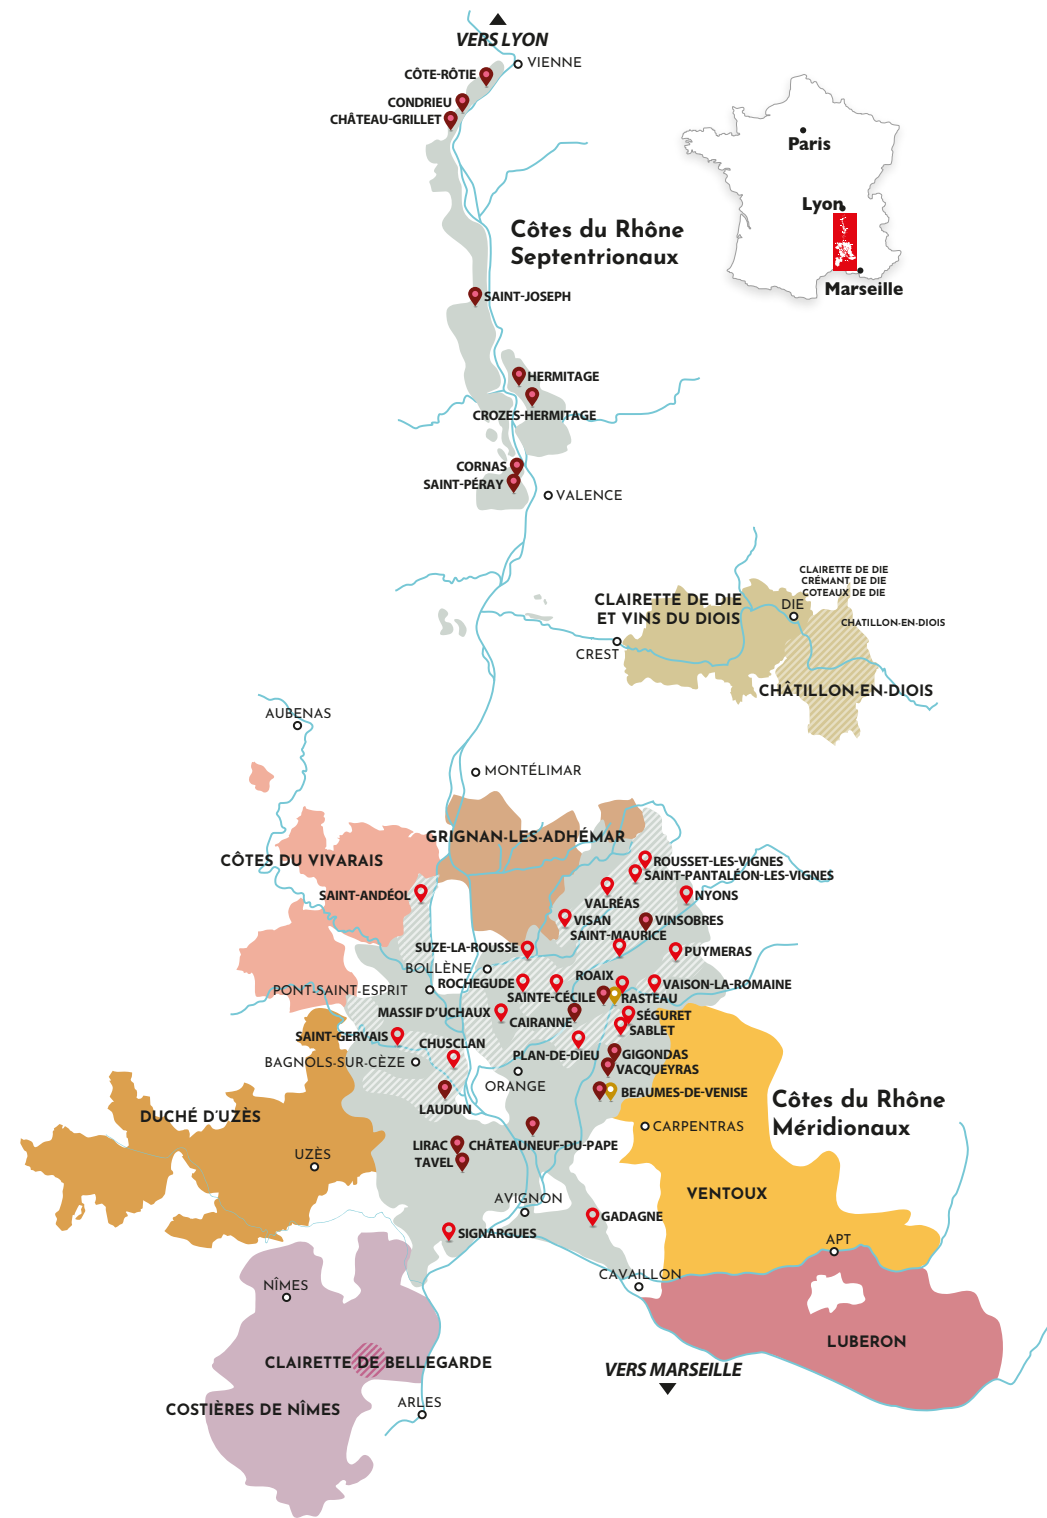 VERS LYON
VIENNE
CÔTE-RÔTIE
CONDRIEU
CHÂTEAU-GRILLET
Paris
Lyon
Marseille
Côtes du Rhône
Septentrionaux
SAINT-JOSEPH
HERMITAGE
CROZES-HERMITAGE
CORNAS
SAINT-PÉRAY
VALENCE
CLAIRETTE DE DIE
CRÉMANT DE DIE
COTEAUX DE DIE
CLAIRETTE DE DIE
ET VINS DU DIOIS
DIE
CHATILLON-EN-DIOIS
CREST
CHÂTILLON-EN-DIOIS
AUBENAS
MONTÉLIMAR
GRIGNAN-LES-ADHÉMAR
CÔTES DU VIVARAIS
ROUSSET-LES-VIGNES
SAINT-PANTALÉON-LES-VIGNES
SAINT-ANDÉOL
VALRÉAS
NYONS
VISAN
VINSOBRES
SAINT-MAURICE
SUZE-LA-ROUSSE
PUYMERAS
BOLLÈNE
ROCHEGUDE
ROAIX
VAISON-LA-ROMAINE
PONT-SAINT-ESPRIT
SAINTE-CÉCILE
RASTEAU
MASSIF D'UCHAUX
CAIRANNE
SÉGURET
SABLET
SAINT-GERVAIS
CHUSCLAN
PLAN-DE-DIEU
GIGONDAS
BAGNOLS-SUR-CÈZE
VACQUEYRAS
ORANGE
BEAUMES-DE-VENISE
LAUDUN
Côtes du Rhône
Méridionaux
DUCHÉ D'UZÈS
CARPENTRAS
LIRAC
CHÂTEAUNEUF-DU-PAPE
UZÈS
TAVEL
VENTOUX
AVIGNON
GADAGNE
SIGNARGUES
APT
CAVAILLON
NÎMES
LUBERON
CLAIRETTE DE BELLEGARDE
VERS MARSEILLE
ARLES
COSTIÈRES DE NÎMES